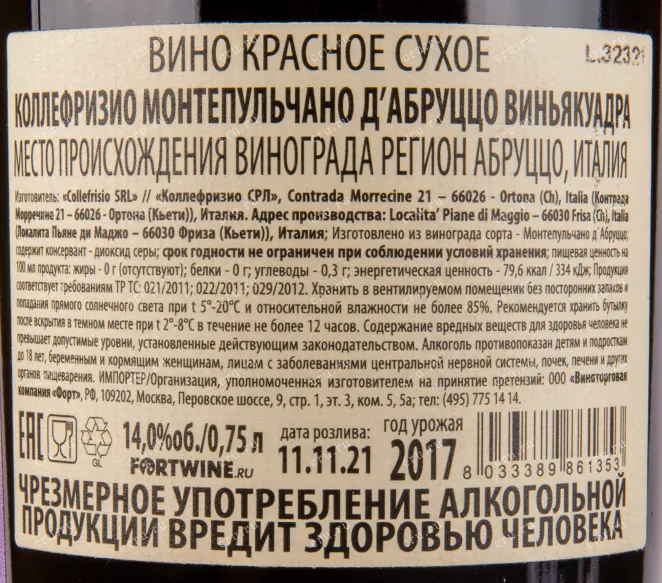 ВИНО КРАСНОЕ СУХОЕ
L.32321
КОЛЛЕФРИЗИО МОНТЕПУЛЬЧАНО Д'АБРУЦЦО ВИНЬЯКУАДРА
МЕСТО ПРОИСХОЖДЕНИЯ ВИНОГРАДА РЕГИОН АБРУЦЦО, ИТАЛИЯ
Изготовитель: «Collefrisio SRL» // «Коллефризио СРЛ», Contrada Morrecine 21 – 66026 - Ortona (Ch), Italia (Контрада
Морречине 21 – 66026 - Ортона (Кьети)), Италия. Адрес производства: Localita' Piane di Maggio – 66030 Frisa (Ch), Italia
(Локалита Пьяне ди Маджо – 66030 Фриза (Кьети)), Италия; Изготовлено из винограда сорта - Монтепульчано д'Абруццо;
содержит консервант - диоксид серы; срок годности не ограничен при соблюдении условий хранения; пищевая ценность на
100 мл продукта: жиры - 0 г (отсутствуют); белки – 0 г; углеводы – 0,3 г; энергетическая ценность - 79,6 ккал / 334 кДж; Продукция
соответствует требованиям ТР ТС: 021/2011; 022/2011; 029/2012. Хранить в вентилируемом помещении без посторонних запахов и
попадания прямого солнечного света при t 5°-20°С и относительной влажности не более 85%. Рекомендуется хранить бутылку
после вскрытия в темном месте при t 2°-8°С в течение не более 12 часов. Содержание вредных веществ для здоровья человека не
превышает допустимые уровни, установленные действующим законодательством. Алкоголь противопоказан детям и подросткам
до 18 лет, беременным и кормящим женщинам, лицам с заболеваниями центральной нервной системы, почек, печени и других
органов пищеварения. ИМПОРТЕР/Организация, уполномоченная изготовителем на принятие претензий: ООО «Виноторговая
компания «Форт», РФ, 109202, Москва, Перовское шоссе, 9, стр. 1, эт. 3, ком. 5, 5а; тел: (495) 775 14 14.
EAC
GL
14,0%об./0,75 л
FORTWINE.RU
дата розлива:
11.11.21
год урожая
2017
8 033389 861353
ЧРЕЗМЕРНОЕ УПОТРЕБЛЕНИЕ АЛКОГОЛЬНОЙ
ПРОДУКЦИИ ВРЕДИТ ЗДОРОВЬЮ ЧЕЛОВЕКА